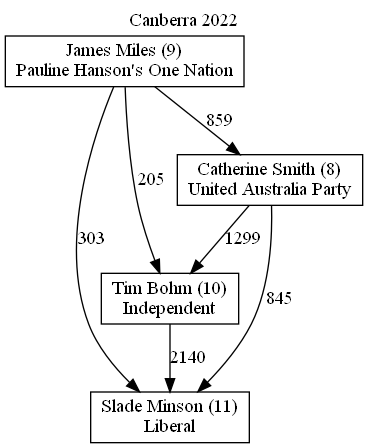 Canberra 2022
James Miles (9)
Pauline Hanson's One Nation
859
Catherine Smith (8)
United Australia Party
205
303
1299
845
Tim Bohm (10)
Independent
2140
Slade Minson (11)
Liberal